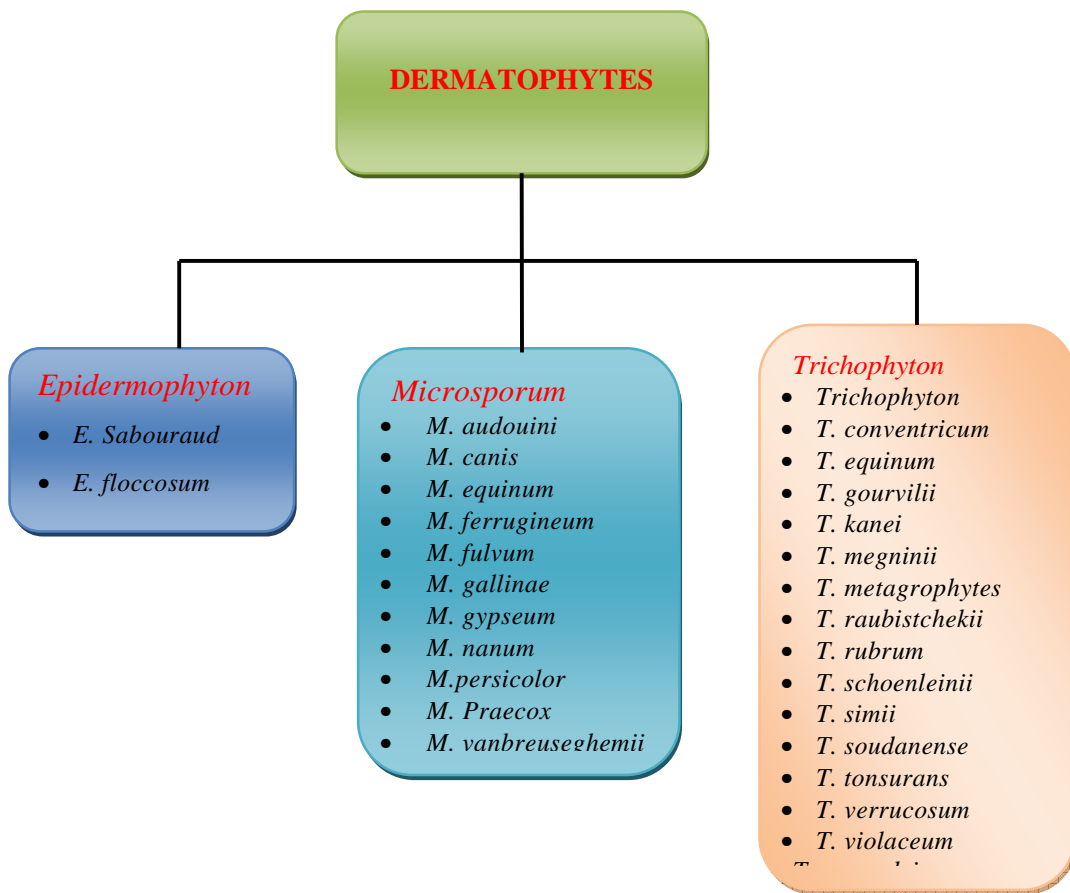 DERMATOPHYTES
Epidermophyton
• E. Sabouraud
• E. floccosum
Microsporum
• M. audouini
• M. canis
• M. equinum
• M. ferrugineum
• M. fulvum
• M. gallinae
• M. gypseum
• M. nanum
• M.persicolor
• M. Praecox
• M. vanbreuseghemii
Trichophyton
• Trichophyton
• T. conventricum
• T. equinum
• T. gourvilii
• T. kanei
• T. megninii
• T. metagrophytes
• T. raubistchekii
• T. rubrum
• T. schoenleinii
• T. simii
• T. soudanense
• T. tonsurans
• T. verrucosum
• T. violaceum